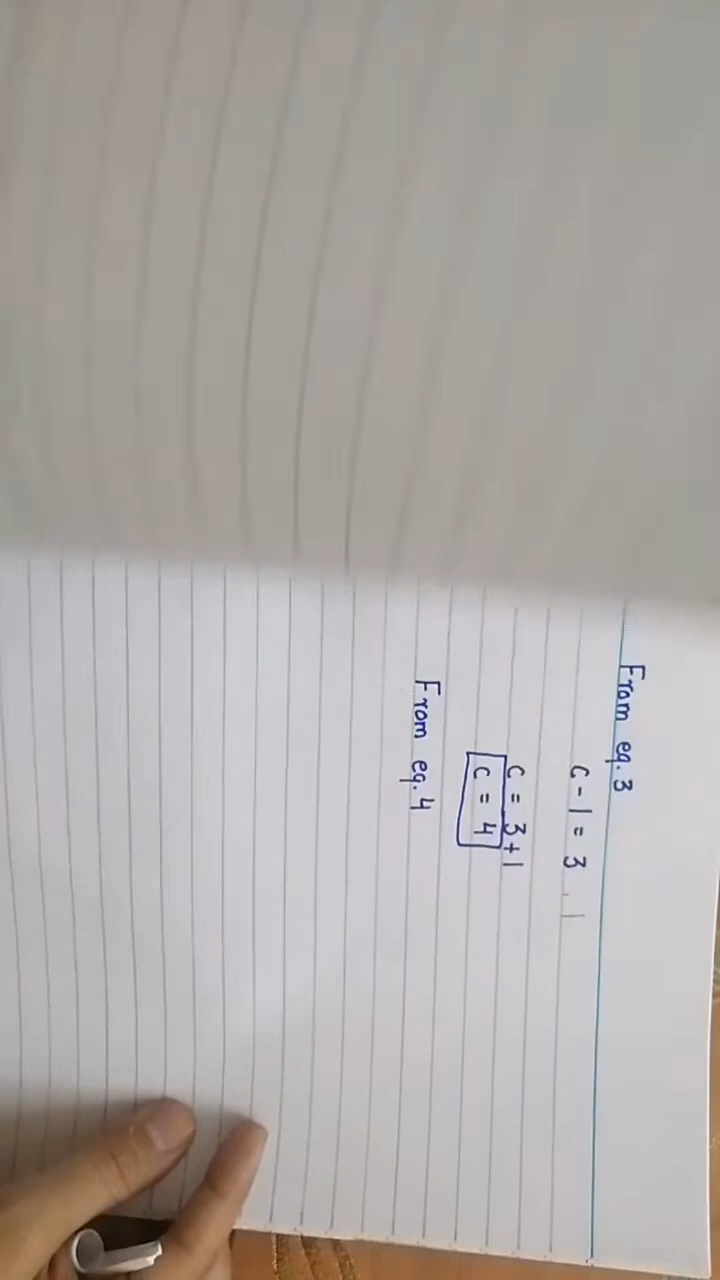 From eq. 3
C - 1 = 3
C = 3 + 1
C = 4
From eq. 4